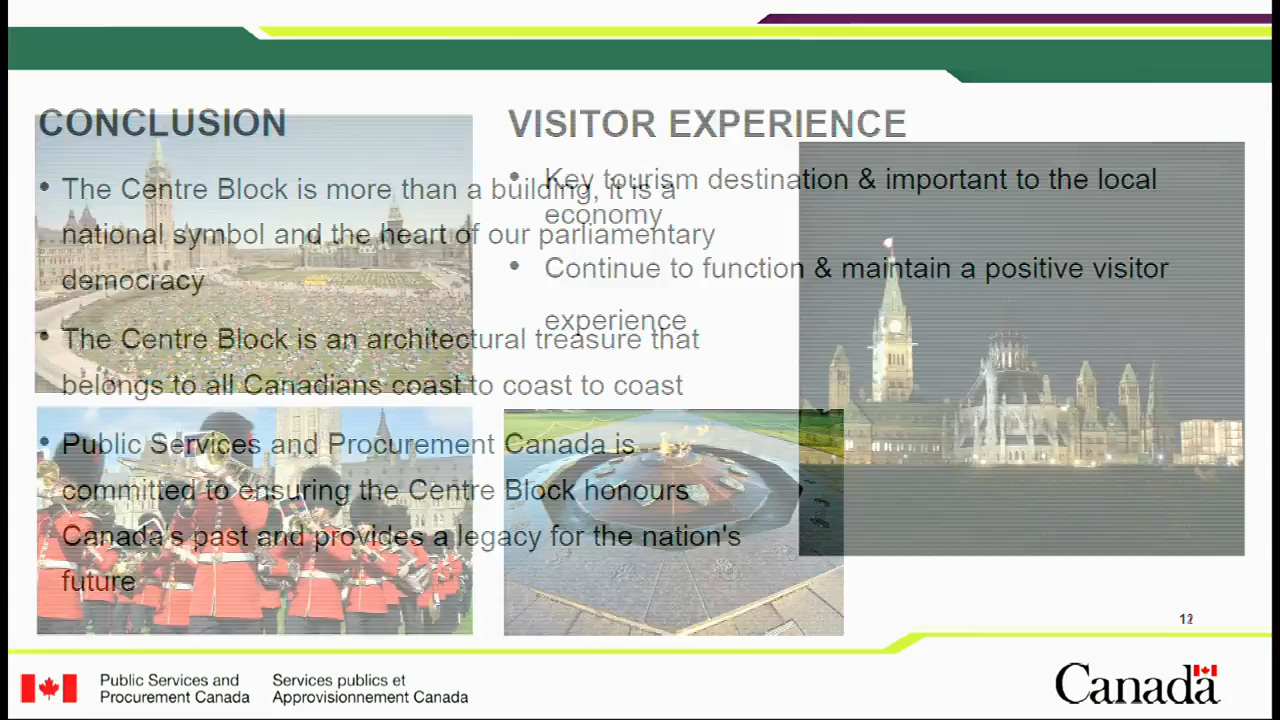 CONCLUSION
• The Centre Block is more than a building, it is a
national symbol and the heart of our parliamentary
democracy
• The Centre Block is an architectural treasure that
belongs to all Canadians coast to coast to coast
• Public Services and Procurement Canada is
committed to ensuring the Centre Block honours
Canada's past and provides a legacy for the nation's
future
VISITOR EXPERIENCE
• Key tourism destination & important to the local
economy
• Continue to function & maintain a positive visitor
experience
Public Services and
Procurement Canada
Services publics et
Approvisionnement Canada
Canada